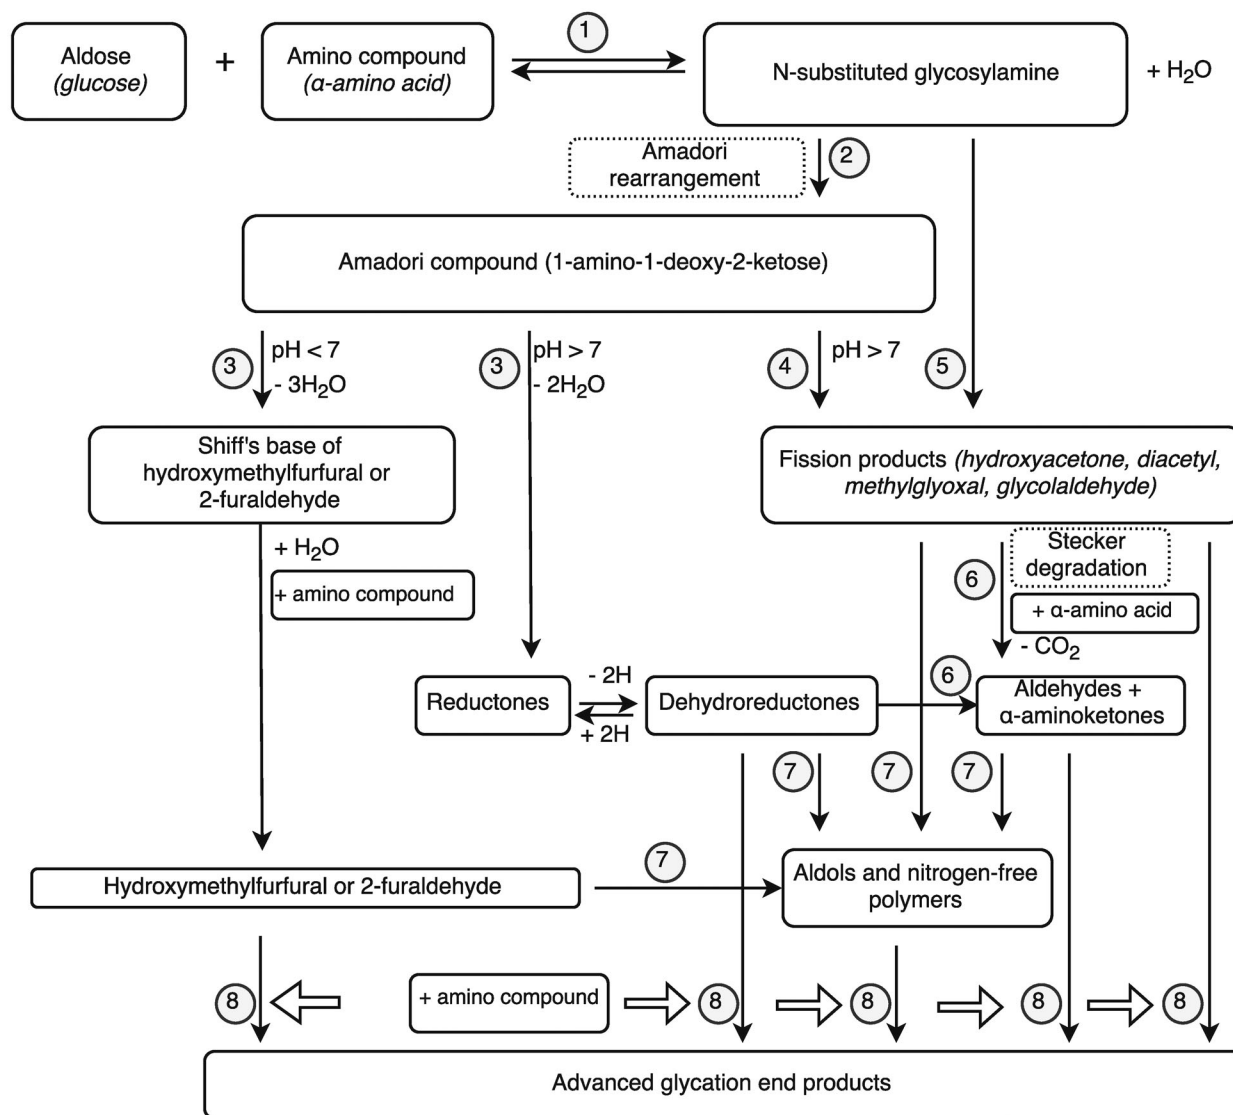 1
Aldose
(glucose)
+
Amino compound
(α-amino acid)
N-substituted glycosylamine
+ H₂O
Amadori
rearrangement
2
Amadori compound (1-amino-1-deoxy-2-ketose)
3
pH < 7
- 3H₂O
3
pH > 7
- 2H₂O
4
pH > 7
5
Shiff's base of
hydroxymethylfurfural or
2-furaldehyde
Fission products (hydroxyacetone, diacetyl,
methylglyoxal, glycolaldehyde)
+ H₂O
+ amino compound
Stecker
degradation
6
+ α-amino acid
- CO₂
Reductones
- 2H
+ 2H
Dehydroreductones
6
Aldehydes +
α-aminoketones
7
7
7
Hydroxymethylfurfural or 2-furaldehyde
7
Aldols and nitrogen-free
polymers
8
+ amino compound
8
8
8
8
Advanced glycation end products